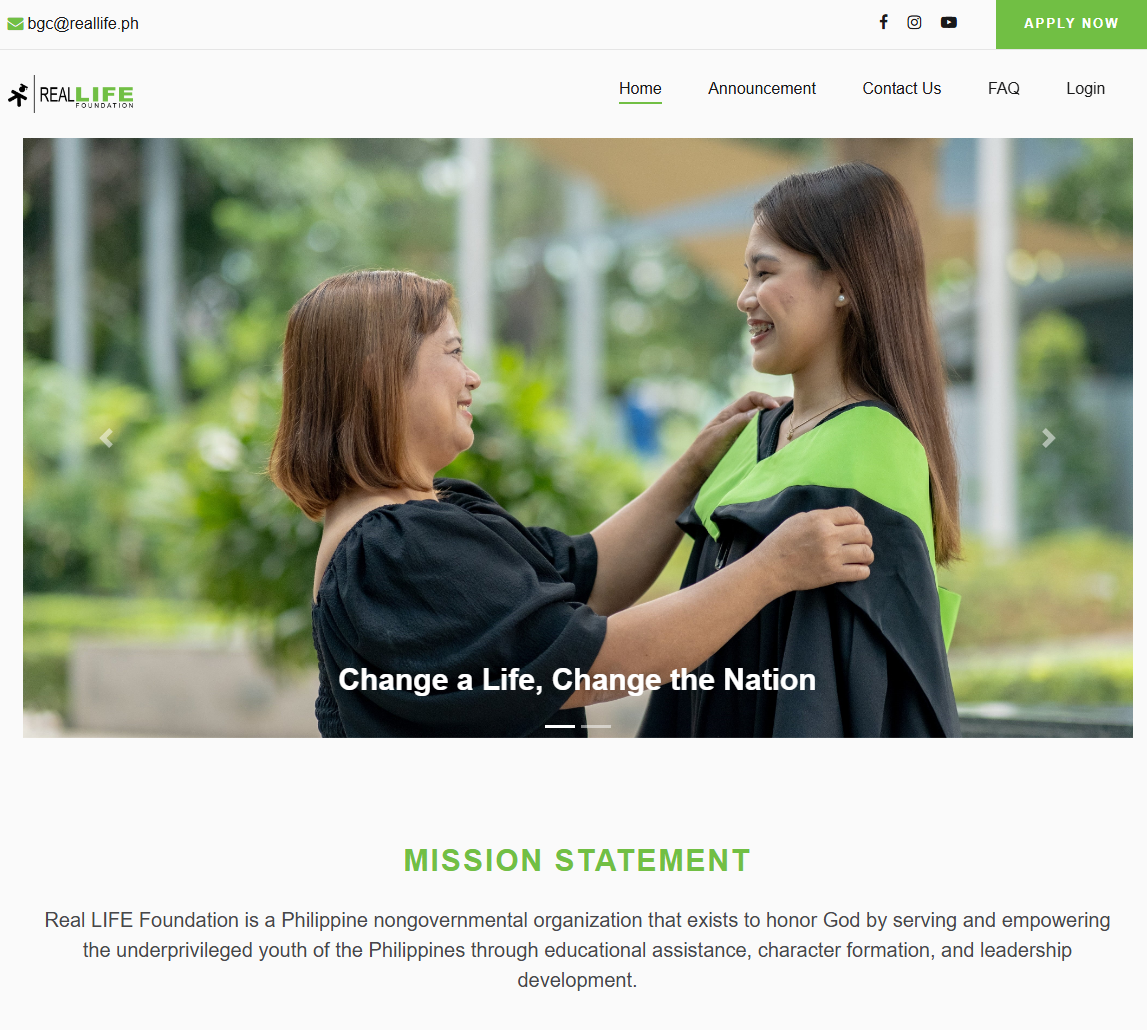 bgc@reallife.ph
APPLY NOW
REALLIFE
FOUNDATION
Home
Announcement
Contact Us
FAQ
Login
Change a Life, Change the Nation
MISSION STATEMENT
Real LIFE Foundation is a Philippine nongovernmental organization that exists to honor God by serving and empowering
the underprivileged youth of the Philippines through educational assistance, character formation, and leadership
development.